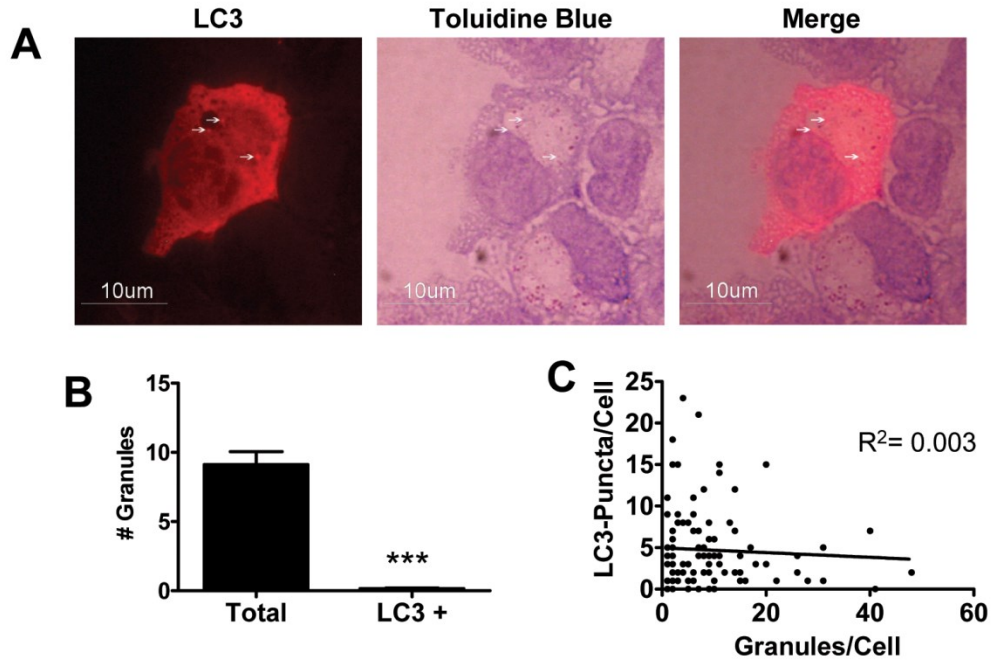 A
LC3
Toluidine Blue
Merge
10um
10um
10um
B
# Granules
15
10
5
0
***
Total
LC3 +
C
LC3-Puncta/Cell
25
20
15
10
5
0
R²= 0.003
0
20
40
60
Granules/Cell